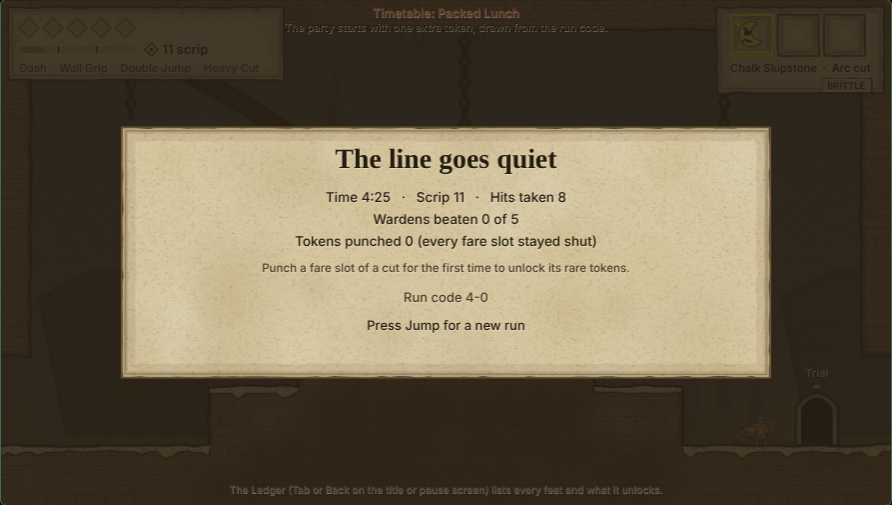 Timetable: Packed Lunch
The party starts with one extra token, drawn from the run code.
11 scrip
Dash Wall Grip Double Jump Heavy Cut
Chalk Skipstone · Arc cut
BRITTLE
The line goes quiet
Time 4:25 · Scrip 11 · Hits taken 8
Wardens beaten 0 of 5
Tokens punched 0 (every fare slot stayed shut)
Punch a fare slot of a cut for the first time to unlock its rare tokens.
Run code 4-0
Press Jump for a new run
Trial
The Ledger (Tab or Back on the title or pause screen) lists every feat and what it unlocks.